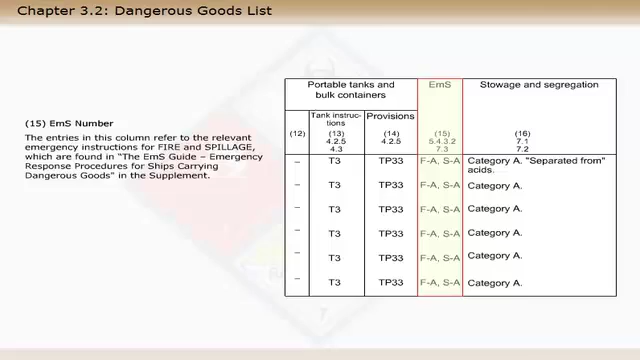 Chapter 3.2: Dangerous Goods List
(15) EmS Number
The entries in this column refer to the relevant
emergency instructions for FIRE and SPILLAGE,
which are found in "The EmS Guide – Emergency
Response Procedures for Ships Carrying
Dangerous Goods" in the Supplement.
Portable tanks and
bulk containers
EmS
Stowage and segregation
Tank instruc-
tions
Provisions
(12) (13) (14) (15) (16)
4.2.5 4.2.5 5.4.3.2 7.1
4.3 7.3 7.2
– T3 TP33 F-A, S-A Category A. "Separated from"
acids.
– T3 TP33 F-A, S-A Category A.
– T3 TP33 F-A, S-A Category A.
– T3 TP33 F-A, S-A Category A.
– T3 TP33 F-A, S-A Category A.
– T3 TP33 F-A, S-A Category A.